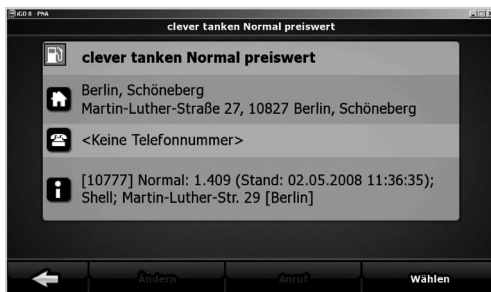 iGO 8 PNA
clever tanken Normal preiswert
clever tanken Normal preiswert
Berlin, Schöneberg
Martin-Luther-Straße 27, 10827 Berlin, Schöneberg
<Keine Telefonnummer>
[10777] Normal: 1.409 (Stand: 02.05.2008 11:36:35);
Shell; Martin-Luther-Str. 29 [Berlin]
Ändern Anruf Wählen